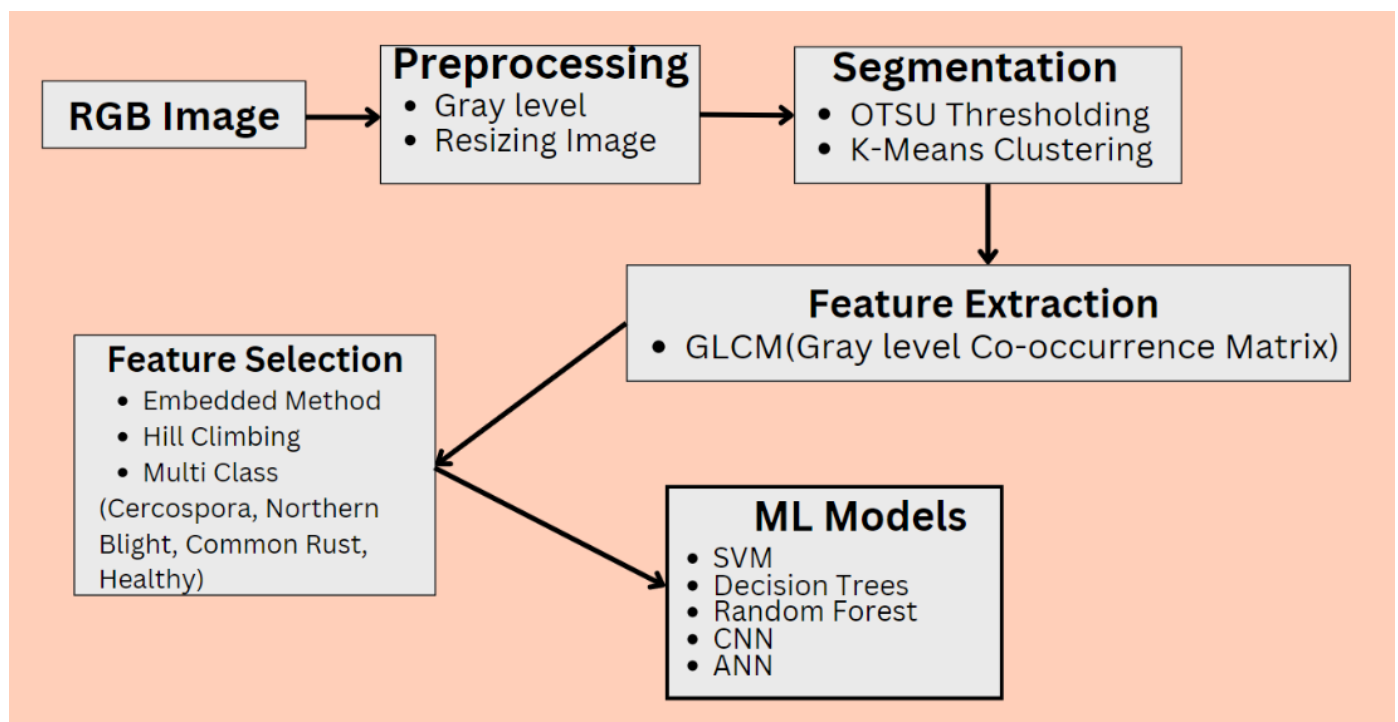 RGB Image
Preprocessing
• Gray level
• Resizing Image
Segmentation
• OTSU Thresholding
• K-Means Clustering
Feature Extraction
• GLCM(Gray level Co-occurrence Matrix)
Feature Selection
• Embedded Method
• Hill Climbing
• Multi Class
(Cercospora, Northern
Blight, Common Rust,
Healthy)
ML Models
• SVM
• Decision Trees
• Random Forest
• CNN
• ANN